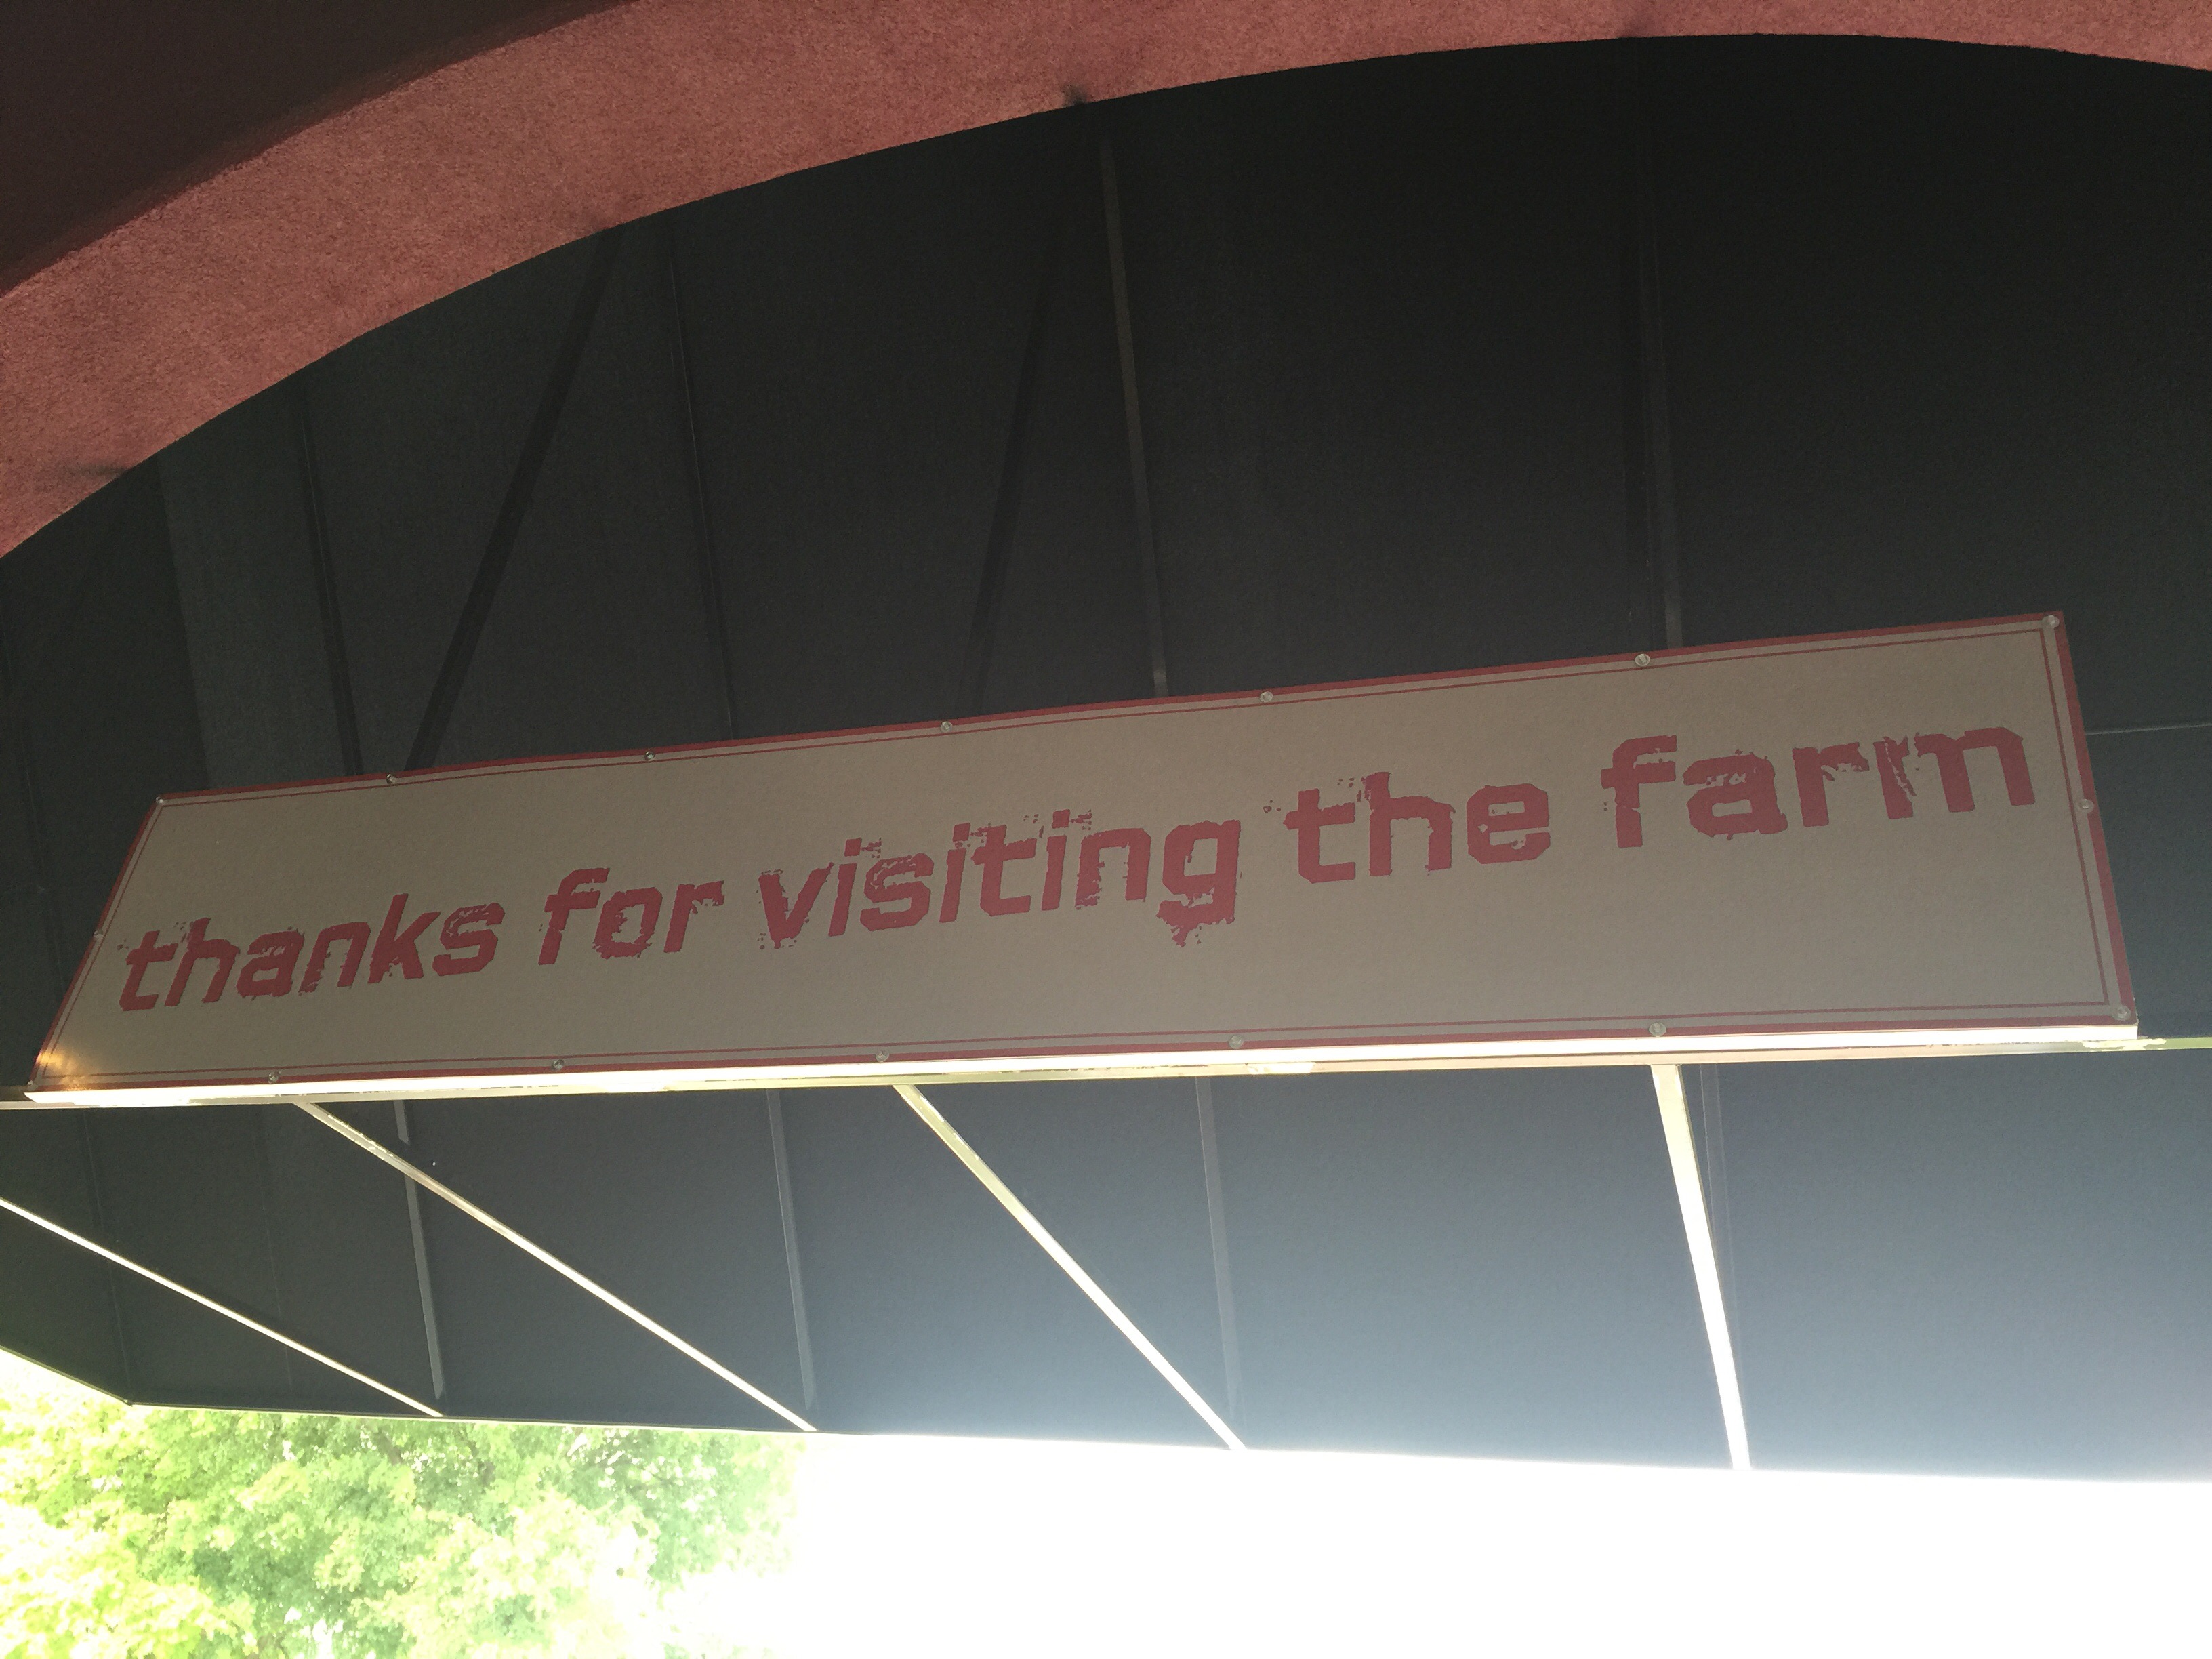 thanks for visiting the farm